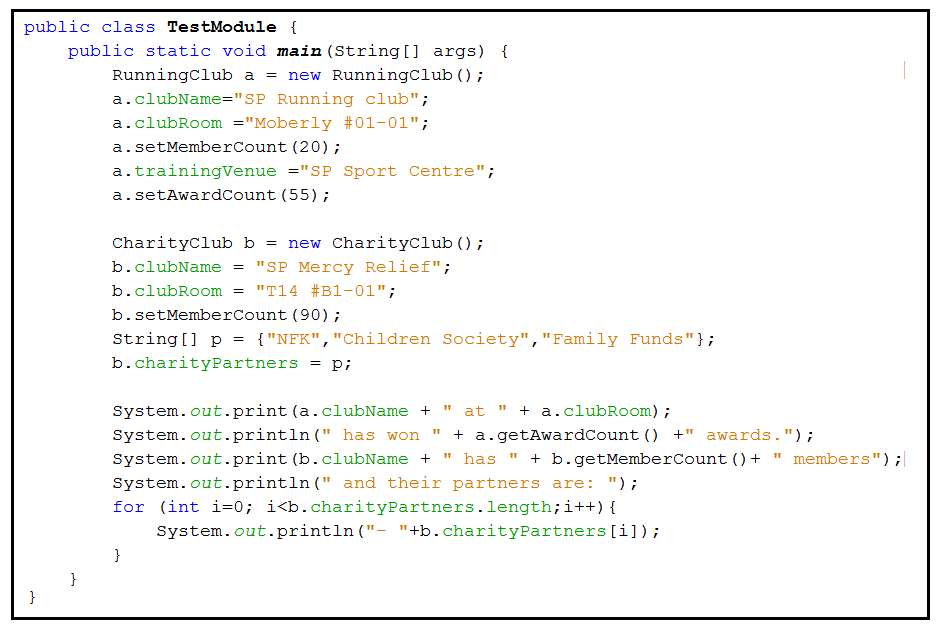 public class TestModule {
    public static void main(String[] args) {
        RunningClub a = new RunningClub();
        a.clubName="SP Running club";
        a.clubRoom ="Moberly #01-01";
        a.setMemberCount(20);
        a.trainingVenue ="SP Sport Centre";
        a.setAwardCount(55);

        CharityClub b = new CharityClub();
        b.clubName = "SP Mercy Relief";
        b.clubRoom = "T14 #B1-01";
        b.setMemberCount(90);
        String[] p = {"NFK","Children Society","Family Funds"};
        b.charityPartners = p;

        System.out.print(a.clubName + " at " + a.clubRoom);
        System.out.println(" has won " + a.getAwardCount() +" awards.");
        System.out.print(b.clubName + " has " + b.getMemberCount()+ " members");
        System.out.println(" and their partners are: ");
        for (int i=0; i<b.charityPartners.length;i++){
            System.out.println("- "+b.charityPartners[i]);
        }
    }
}